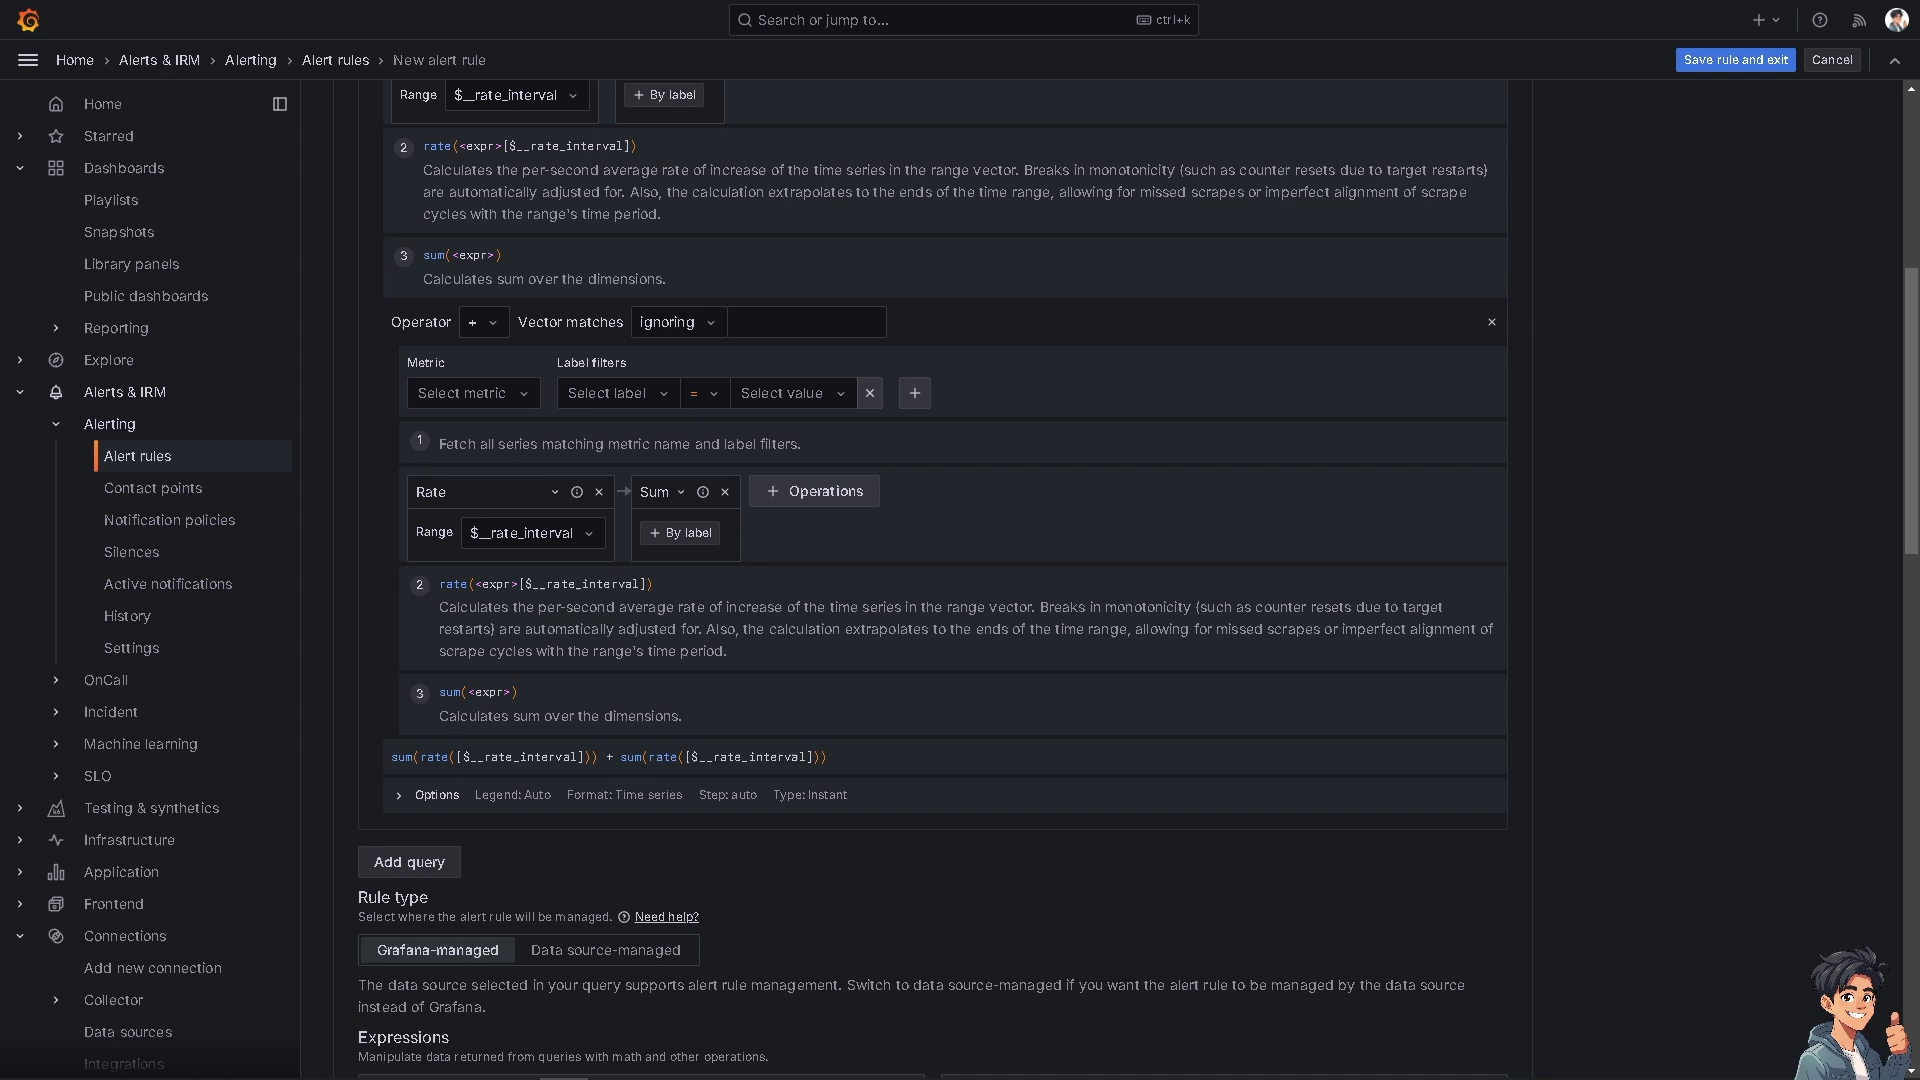 Search or jump to...
ctrl+k
Home
Alerts & IRM
Alerting
Alert rules
New alert rule
Save rule and exit
Cancel
Home
Starred
Dashboards
Playlists
Snapshots
Library panels
Public dashboards
Reporting
Explore
Alerts & IRM
Alerting
Alert rules
Contact points
Notification policies
Silences
Active notifications
History
Settings
OnCall
Incident
Machine learning
SLO
Testing & synthetics
Infrastructure
Application
Frontend
Connections
Add new connection
Collector
Data sources
Integrations
Range $__rate_interval
+ By label
2 rate(<expr>[$__rate_interval])
Calculates the per-second average rate of increase of the time series in the range vector. Breaks in monotonicity (such as counter resets due to target restarts)
are automatically adjusted for. Also, the calculation extrapolates to the ends of the time range, allowing for missed scrapes or imperfect alignment of scrape
cycles with the range's time period.
3 sum(<expr>)
Calculates sum over the dimensions.
Operator + Vector matches ignoring
Metric Label filters
Select metric Select label = Select value
1 Fetch all series matching metric name and label filters.
Rate Sum + Operations
Range $__rate_interval + By label
2 rate(<expr>[$__rate_interval])
Calculates the per-second average rate of increase of the time series in the range vector. Breaks in monotonicity (such as counter resets due to target
restarts) are automatically adjusted for. Also, the calculation extrapolates to the ends of the time range, allowing for missed scrapes or imperfect alignment of
scrape cycles with the range's time period.
3 sum(<expr>)
Calculates sum over the dimensions.
sum(rate([$__rate_interval])) + sum(rate([$__rate_interval]))
Options Legend: Auto Format: Time series Step: auto Type: Instant
Add query
Rule type
Select where the alert rule will be managed. Need help?
Grafana-managed Data source-managed
The data source selected in your query supports alert rule management. Switch to data source-managed if you want the alert rule to be managed by the data source
instead of Grafana.
Expressions
Manipulate data returned from queries with math and other operations.